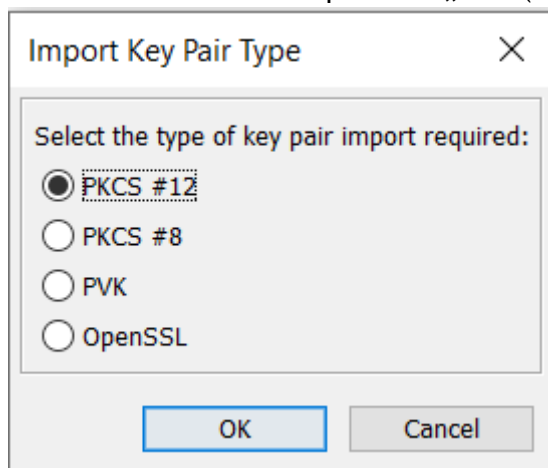 Import Key Pair Type
Select the type of key pair import required:
PKCS #12
PKCS #8
PVK
OpenSSL
OK
Cancel